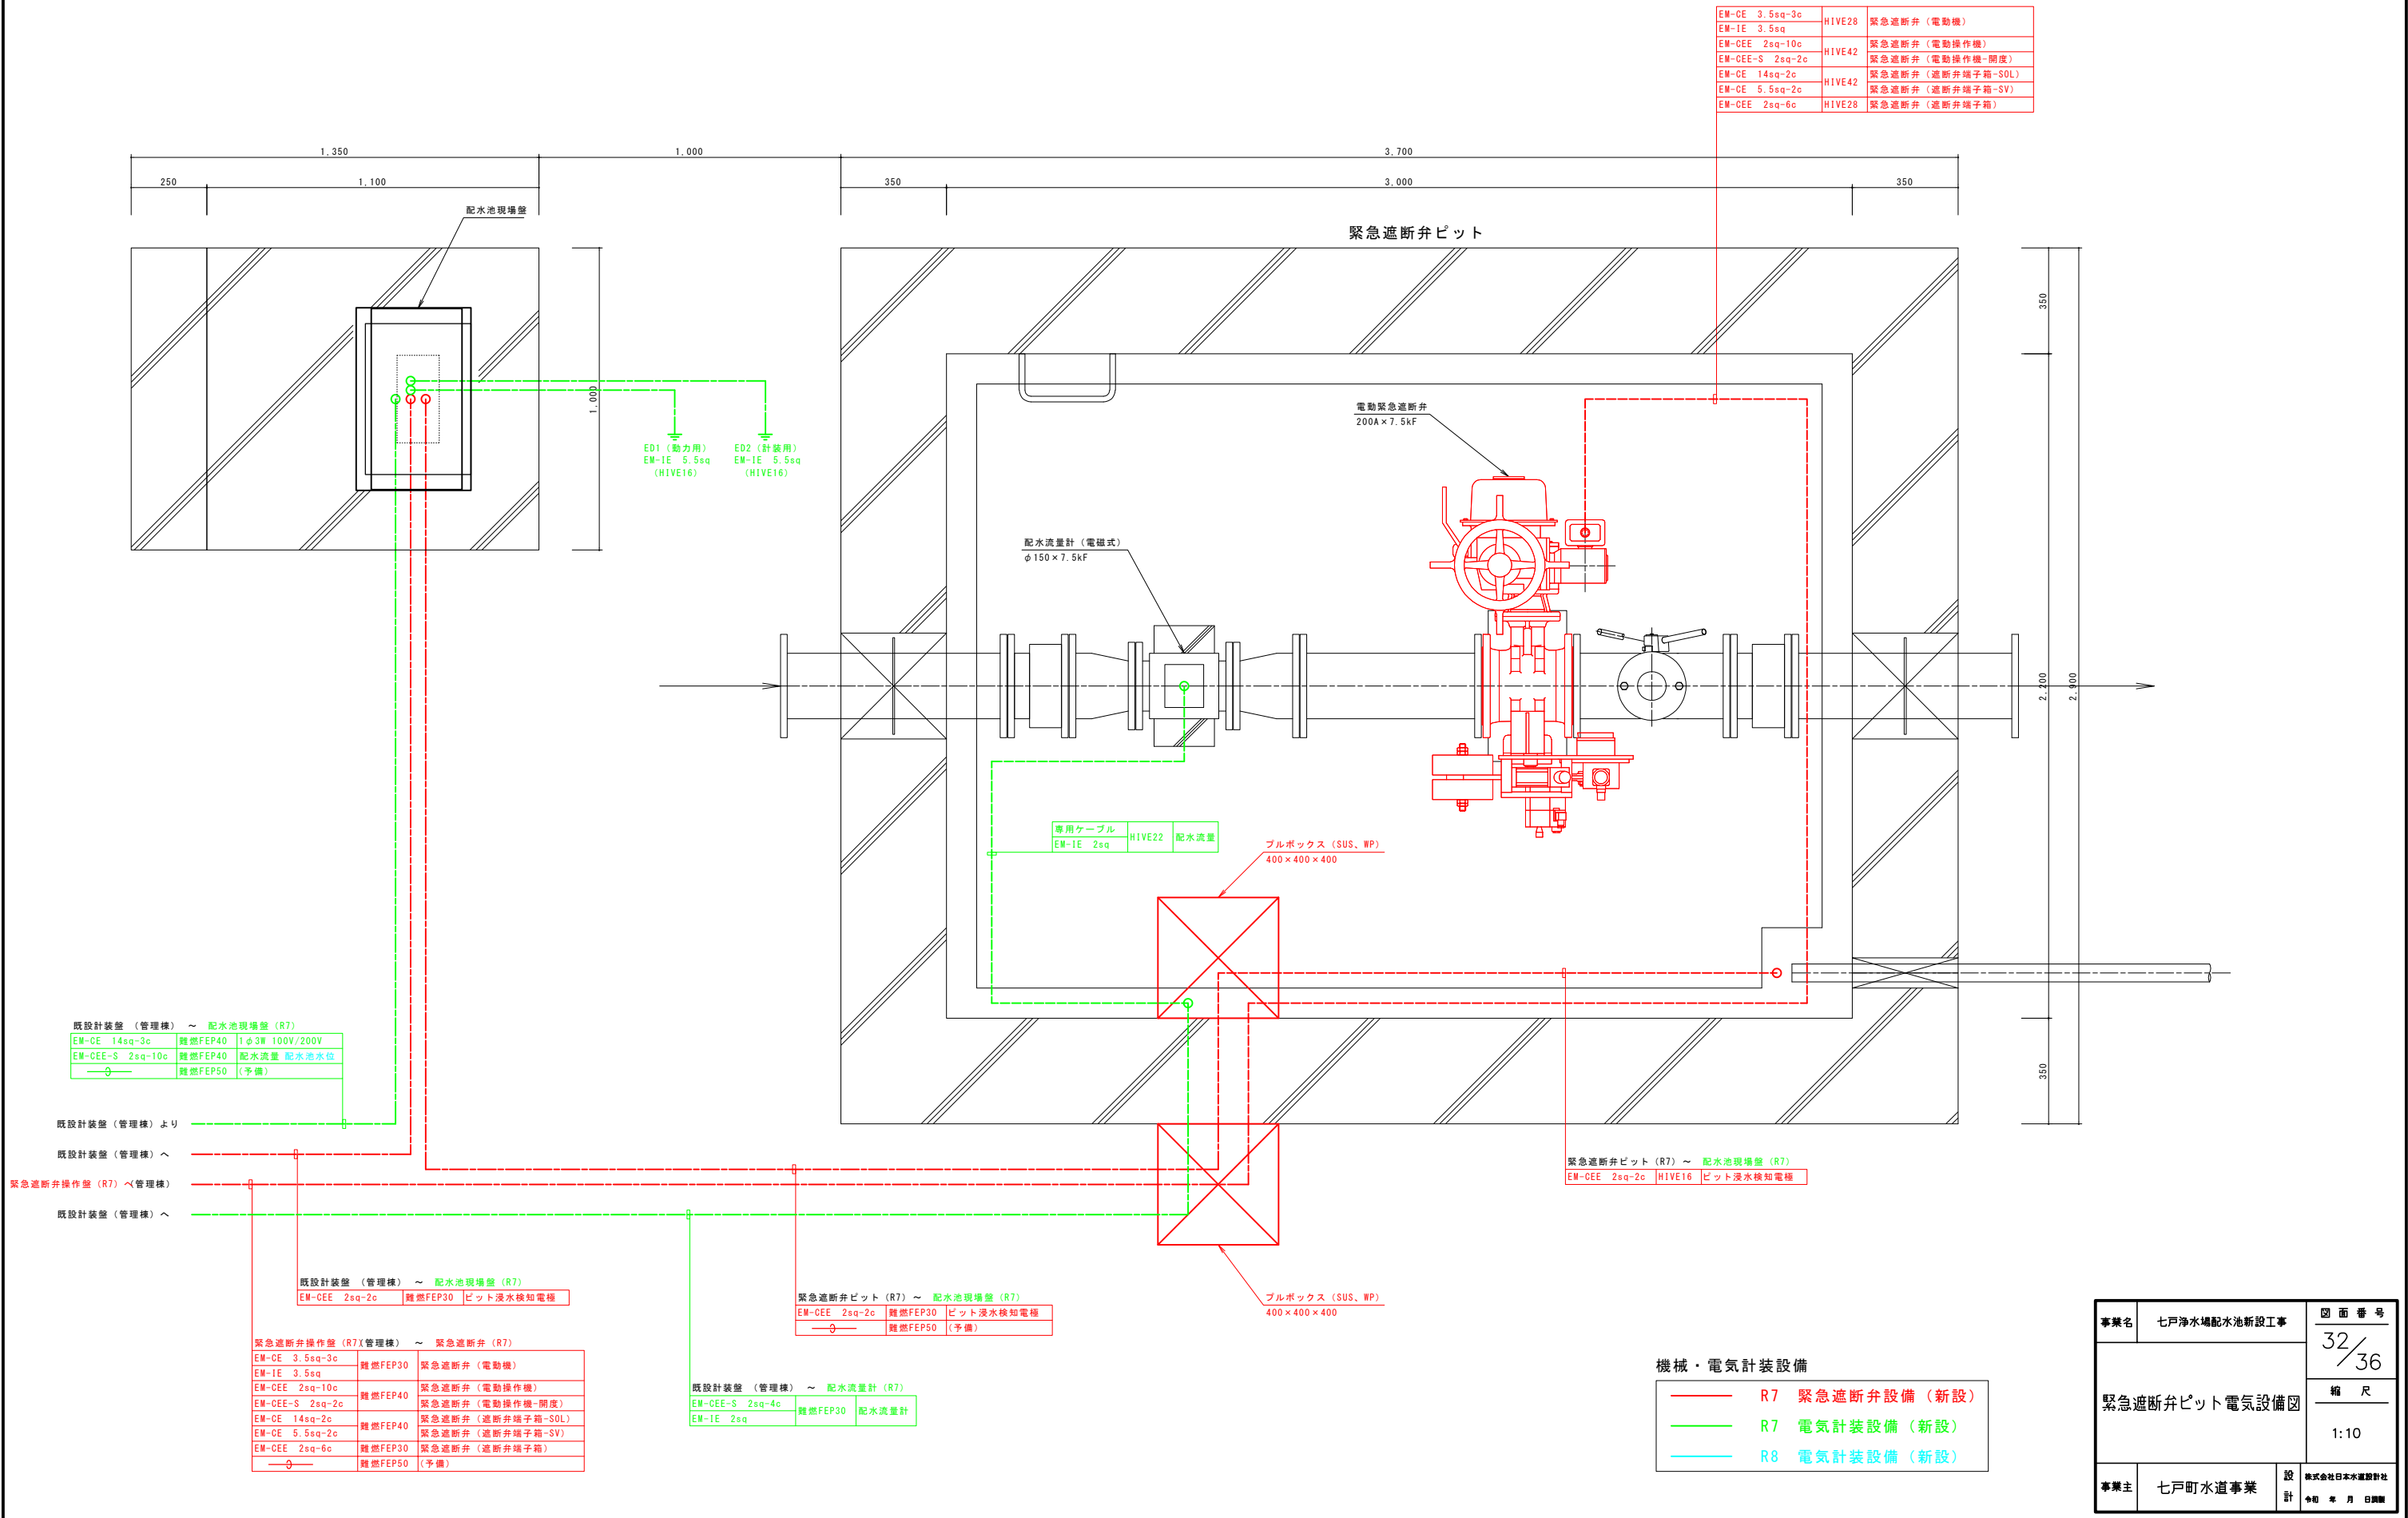 EM-CE 3.5sq-3c HIVE28 緊急遮断弁（電動機）
EM-IE 3.5sq
EM-CEE 2sq-10c HIVE42 緊急遮断弁（電動操作機）
EM-CEE-S 2sq-2c 緊急遮断弁（電動操作機-開度）
EM-CE 14sq-2c HIVE42 緊急遮断弁（遮断弁端子箱-SOL）
EM-CE 5.5sq-2c 緊急遮断弁（遮断弁端子箱-SV）
EM-CEE 2sq-6c HIVE28 緊急遮断弁（遮断弁端子箱）
1,350 1,000 3,700
250 1,100 350 3,000 350
配水池現場盤
緊急遮断弁ピット
350
1,000
電動緊急遮断弁
200A×7.5kF
ED1（動力用）
EM-IE 5.5sq
（HIVE16）
ED2（計装用）
EM-IE 5.5sq
（HIVE16）
配水流量計（電磁式）
φ150×7.5kF
2,200
2,900
専用ケーブル HIVE22 配水流量
EM-IE 2sq
プルボックス（SUS、WP）
400×400×400
350
既設計装盤（管理棟） ～ 配水池現場盤（R7）
EM-CE 14sq-3c 難燃FEP40 1φ3W 100V/200V
EM-CEE-S 2sq-10c 難燃FEP40 配水流量 配水池水位
難燃FEP50 （予備）
既設計装盤（管理棟）より
既設計装盤（管理棟）へ
緊急遮断弁操作盤（R7）へ（管理棟）
既設計装盤（管理棟）へ
緊急遮断弁ピット（R7）～ 配水池現場盤（R7）
EM-CEE 2sq-2c HIVE16 ピット浸水検知電極
既設計装盤（管理棟） ～ 配水池現場盤（R7）
EM-CEE 2sq-2c 難燃FEP30 ピット浸水検知電極
緊急遮断弁ピット（R7）～ 配水池現場盤（R7）
EM-CEE 2sq-2c 難燃FEP30 ピット浸水検知電極
難燃FEP50 （予備）
プルボックス（SUS、WP）
400×400×400
緊急遮断弁操作盤（R7）（管理棟） ～ 緊急遮断弁（R7）
EM-CE 3.5sq-3c 難燃FEP30 緊急遮断弁（電動機）
EM-IE 3.5sq
EM-CEE 2sq-10c 難燃FEP40 緊急遮断弁（電動操作機）
EM-CEE-S 2sq-2c 緊急遮断弁（電動操作機-開度）
EM-CE 14sq-2c 難燃FEP40 緊急遮断弁（遮断弁端子箱-SOL）
EM-CE 5.5sq-2c 緊急遮断弁（遮断弁端子箱-SV）
EM-CEE 2sq-6c 難燃FEP30 緊急遮断弁（遮断弁端子箱）
難燃FEP50 （予備）
既設計装盤（管理棟） ～ 配水流量計（R7）
EM-CEE-S 2sq-4c 難燃FEP30 配水流量計
EM-IE 2sq
機械・電気計装設備
R7 緊急遮断弁設備（新設）
R7 電気計装設備（新設）
R8 電気計装設備（新設）
事業名 七戸浄水場配水池新設工事 図面番号
32/36
緊急遮断弁ピット電気設備図 縮尺
1:10
事業主 七戸町水道事業 設計 株式会社日本水道設計社
令和 年 月 日調製